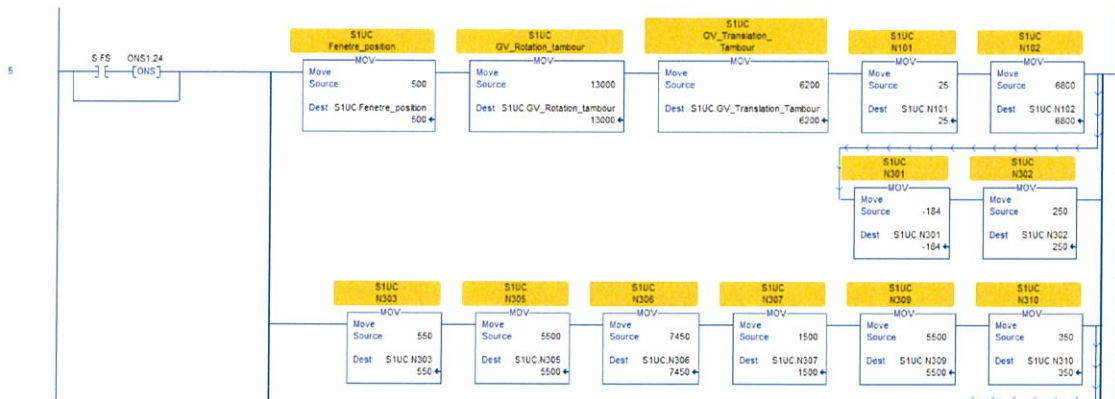 S1UC
Fenetre_position
S1UC
GV_Rotation_tambour
S1UC
GV_Translation_
Tambour
S1UC
N101
S1UC
N102
5
S:FS
ONS1.24
ONS
MOV
Move
Source 500
Dest S1UC.Fenetre_position
500
MOV
Move
Source 13000
Dest S1UC.GV_Rotation_tambour
13000
MOV
Move
Source 6200
Dest S1UC.GV_Translation_Tambour
6200
MOV
Move
Source 25
Dest S1UC.N101
25
MOV
Move
Source 6800
Dest S1UC.N102
6800
S1UC
N301
MOV
Move
Source -184
Dest S1UC.N301
-184
S1UC
N302
MOV
Move
Source 250
Dest S1UC.N302
250
S1UC
N303
MOV
Move
Source 550
Dest S1UC.N303
550
S1UC
N305
MOV
Move
Source 5500
Dest S1UC.N305
5500
S1UC
N306
MOV
Move
Source 7450
Dest S1UC.N306
7450
S1UC
N307
MOV
Move
Source 1500
Dest S1UC.N307
1500
S1UC
N309
MOV
Move
Source 5500
Dest S1UC.N309
5500
S1UC
N310
MOV
Move
Source 350
Dest S1UC.N310
350